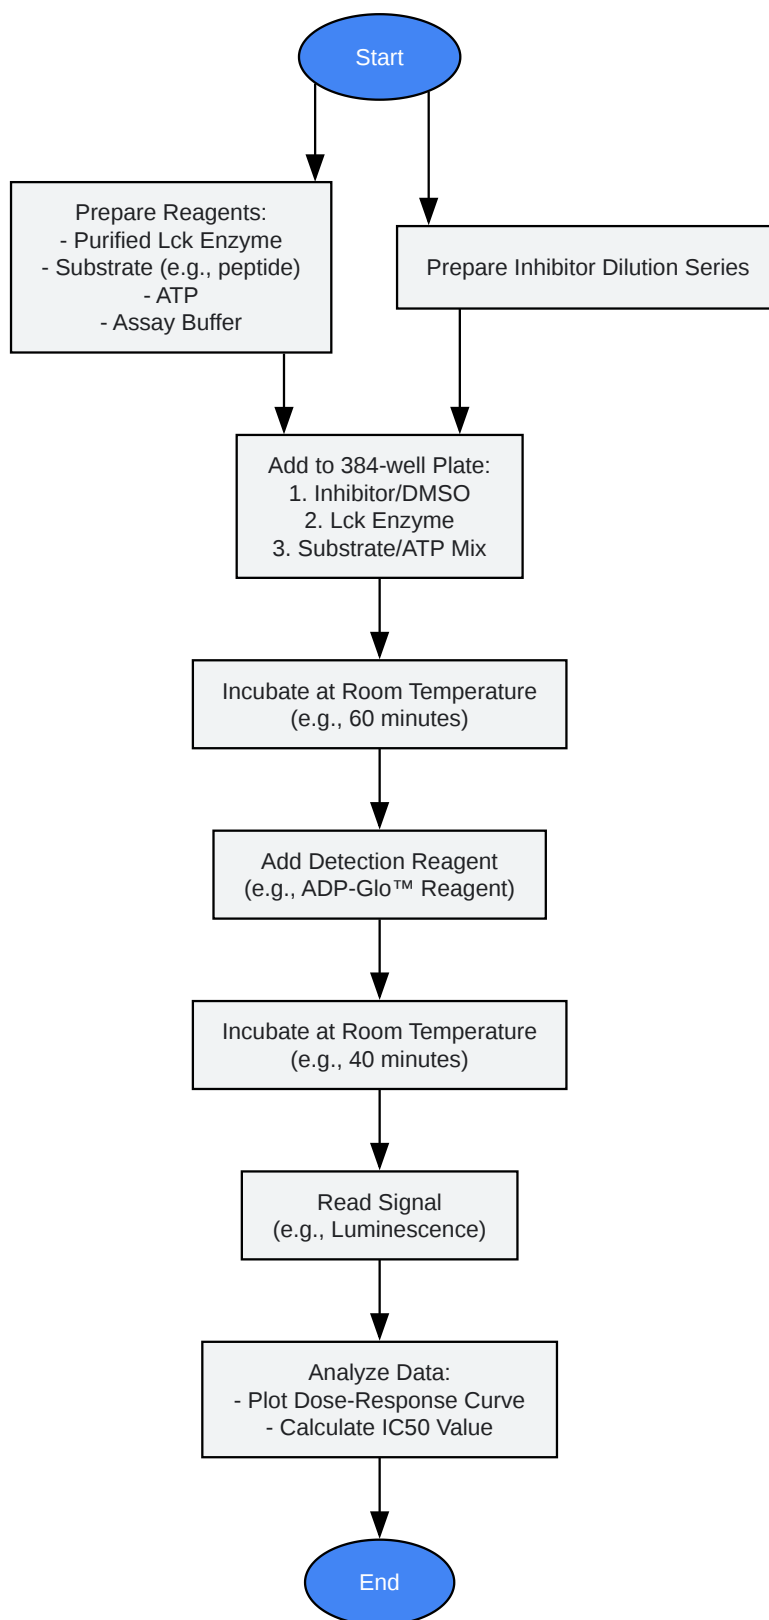 Start
Prepare Reagents:
- Purified Lck Enzyme
- Substrate (e.g., peptide)
- ATP
- Assay Buffer
Prepare Inhibitor Dilution Series
Add to 384-well Plate:
1. Inhibitor/DMSO
2. Lck Enzyme
3. Substrate/ATP Mix
Incubate at Room Temperature
(e.g., 60 minutes)
Add Detection Reagent
(e.g., ADP-Glo™ Reagent)
Incubate at Room Temperature
(e.g., 40 minutes)
Read Signal
(e.g., Luminescence)
Analyze Data:
- Plot Dose-Response Curve
- Calculate IC50 Value
End